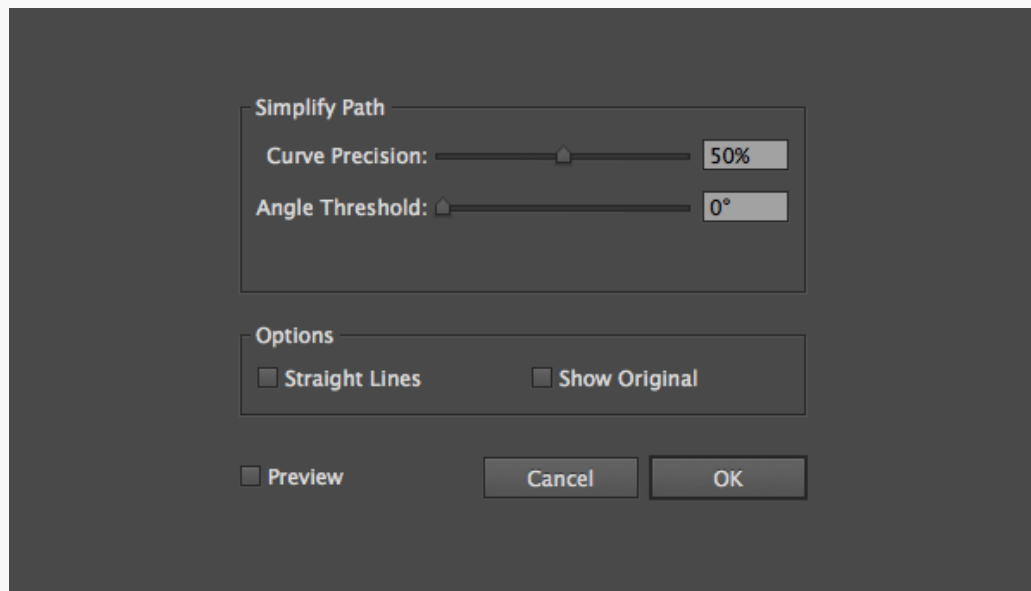 Simplify Path
Curve Precision: 50%
Angle Threshold: 0°
Options
Straight Lines Show Original
Preview Cancel OK